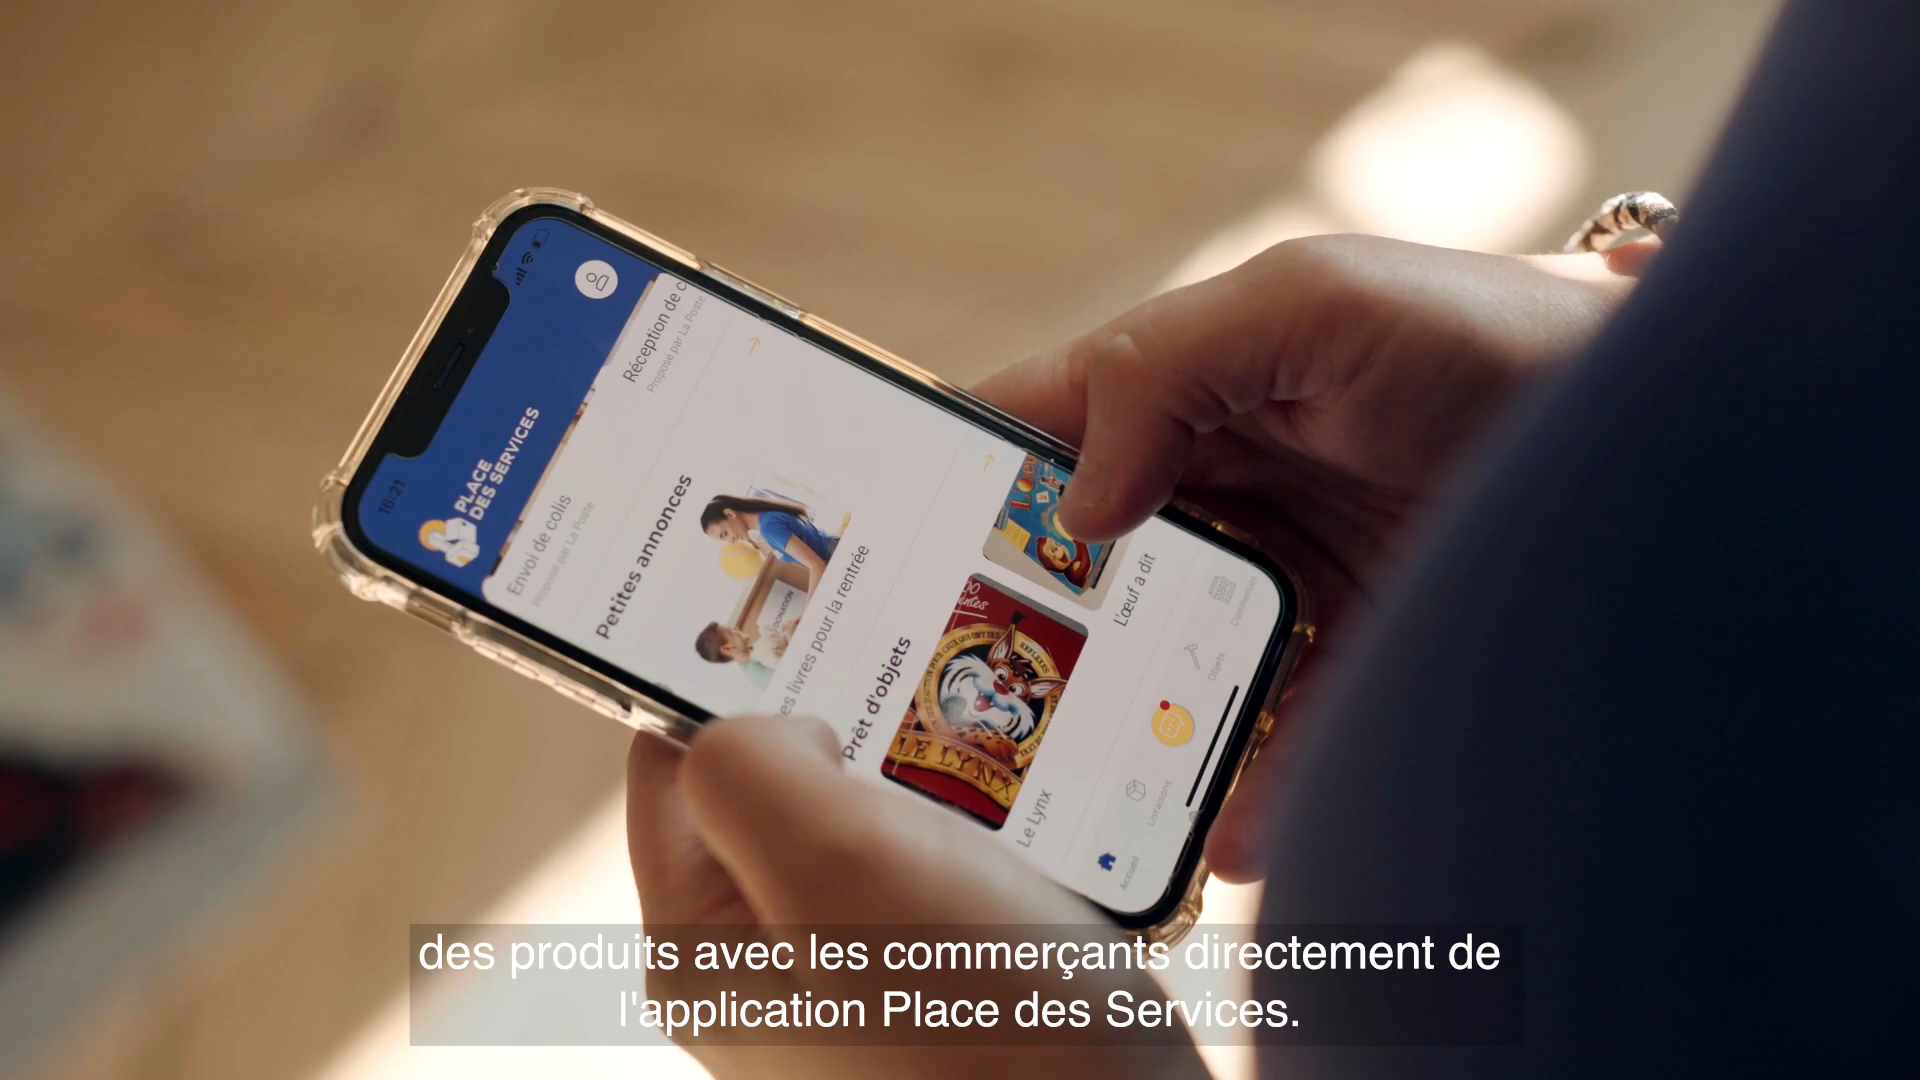 16:21
PLACE
DES SERVICES
Envoi de colis
Proposé par La Poste
Réception de c
Proposé par La Poste
Petites annonces
DONATION
es livres pour la rentrée
Prêt d'objets
LE LYNX
Le Lynx
L'œuf a dit
Accueil
Livraisons
Objets
Commerces
des produits avec les commerçants directement de
l'application Place des Services.